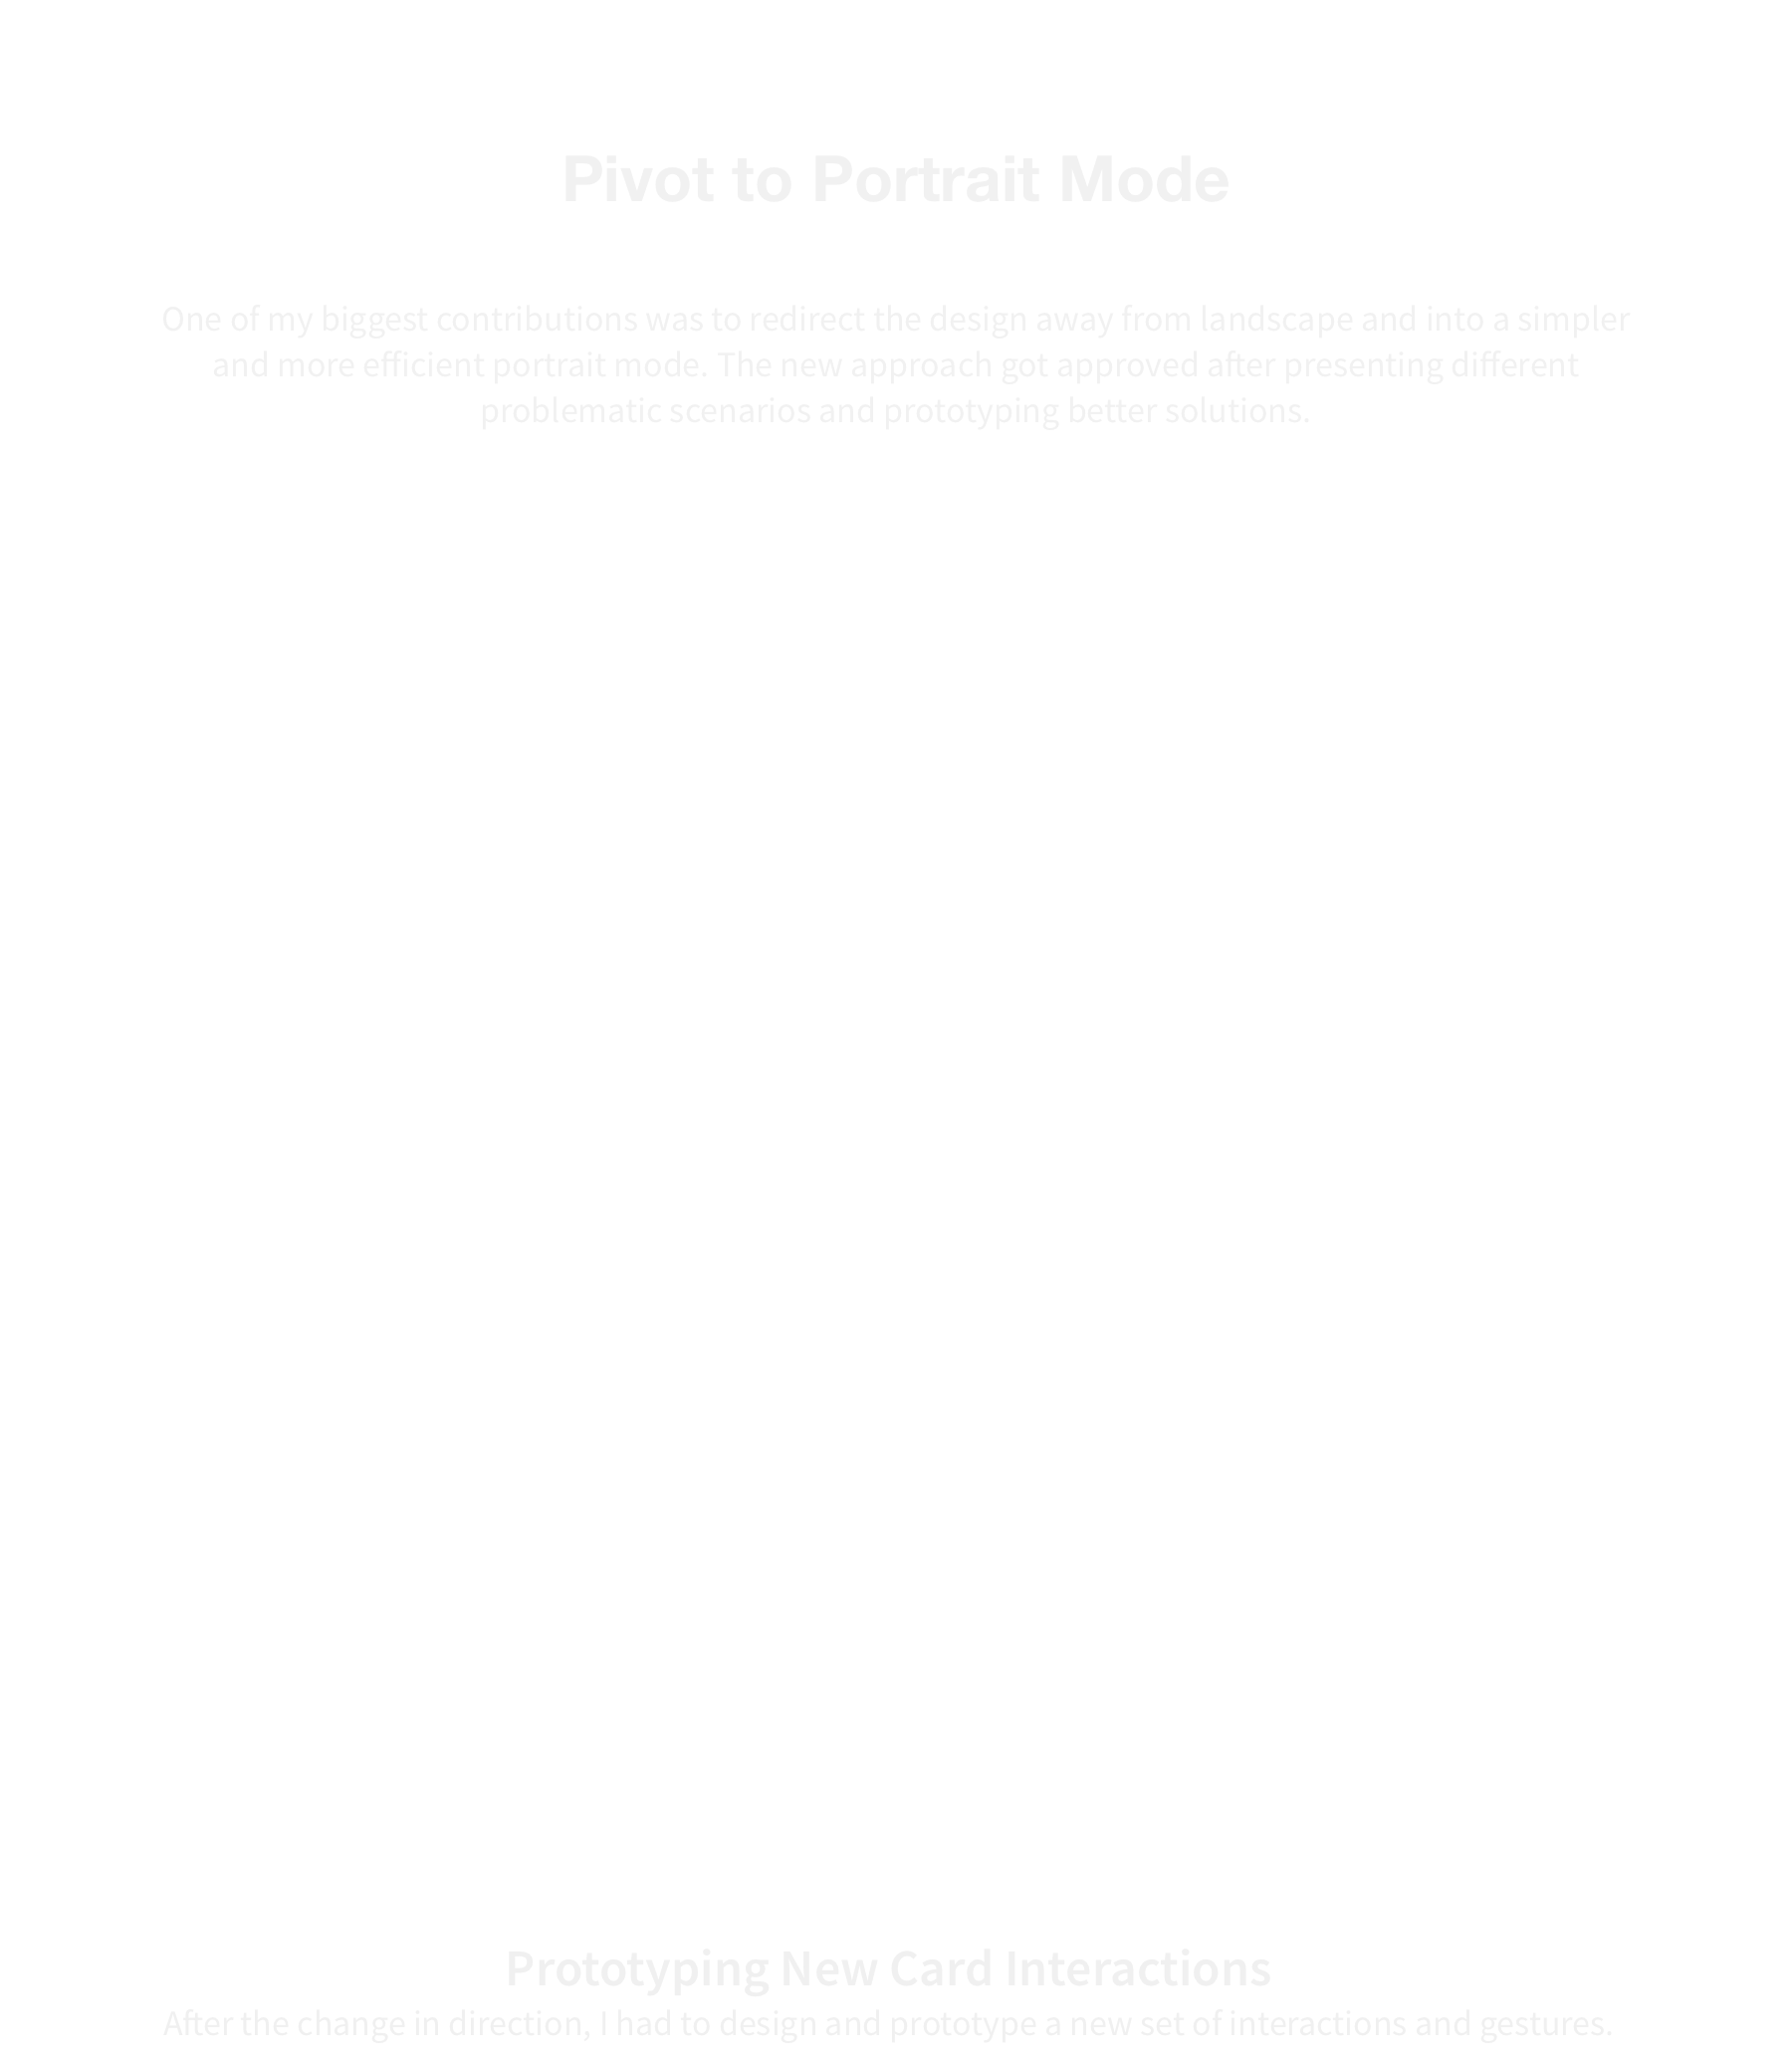 Pivot to Portrait Mode
One of my biggest contributions was to redirect the design away from landscape and into a simpler
and more efficient portrait mode. The new approach got approved after presenting different
problematic scenarios and prototyping better solutions.
Prototyping New Card Interactions
After the change in direction, I had to design and prototype a new set of interactions and gestures.